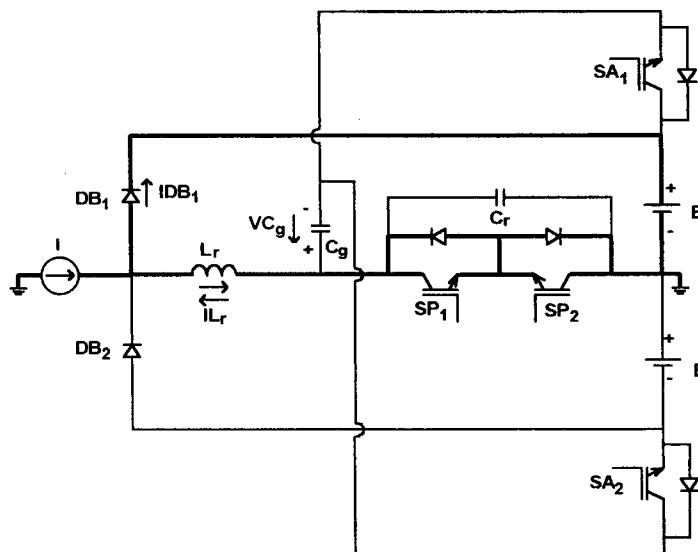 SA₁
DB₁
IDB₁
+
E
-
-
VCg
Cg
+
Cr
I
Lr
ILr
SP₁
SP₂
DB₂
+
E
-
SA₂